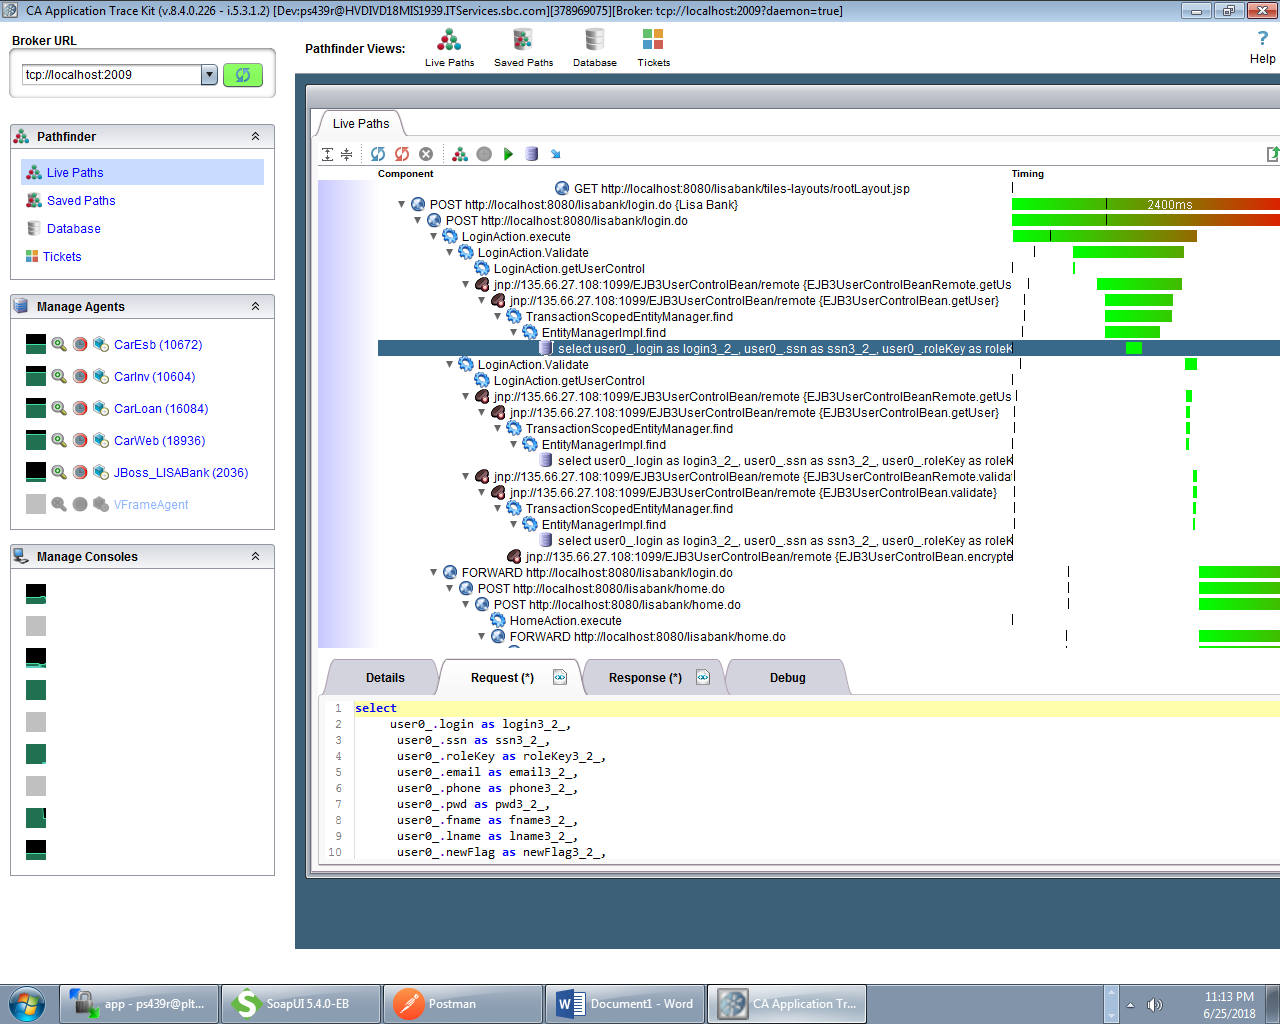 CA Application Trace Kit (v.8.4.0.226 - i.5.3.1.2) [Dev:ps439r@HVDIVD18MIS1939.ITServices.sbc.com][378969075][Broker: tcp://localhost:2009?daemon=true]
Broker URL
tcp://localhost:2009
Pathfinder Views:
Live Paths
Saved Paths
Database
Tickets
Help
Pathfinder
Live Paths
Saved Paths
Database
Tickets
Manage Agents
CarEsb (10672)
CarInv (10604)
CarLoan (16084)
CarWeb (18936)
JBoss_LISABank (2036)
VFrameAgent
Manage Consoles
Live Paths
Component
Timing
GET http://localhost:8080/lisabank/tiles-layouts/rootLayout.jsp
POST http://localhost:8080/lisabank/login.do {Lisa Bank}
2400ms
POST http://localhost:8080/lisabank/login.do
LoginAction.execute
LoginAction.Validate
LoginAction.getUserControl
jnp://135.66.27.108:1099/EJB3UserControlBean/remote {EJB3UserControlBeanRemote.getUs
jnp://135.66.27.108:1099/EJB3UserControlBean/remote {EJB3UserControlBean.getUser}
TransactionScopedEntityManager.find
EntityManagerImpl.find
select user0_.login as login3_2_, user0_.ssn as ssn3_2_, user0_.roleKey as roleK
LoginAction.Validate
LoginAction.getUserControl
jnp://135.66.27.108:1099/EJB3UserControlBean/remote {EJB3UserControlBeanRemote.getUs
jnp://135.66.27.108:1099/EJB3UserControlBean/remote {EJB3UserControlBean.getUser}
TransactionScopedEntityManager.find
EntityManagerImpl.find
select user0_.login as login3_2_, user0_.ssn as ssn3_2_, user0_.roleKey as roleK
jnp://135.66.27.108:1099/EJB3UserControlBean/remote {EJB3UserControlBeanRemote.valida
jnp://135.66.27.108:1099/EJB3UserControlBean/remote {EJB3UserControlBean.validate}
TransactionScopedEntityManager.find
EntityManagerImpl.find
select user0_.login as login3_2_, user0_.ssn as ssn3_2_, user0_.roleKey as roleK
jnp://135.66.27.108:1099/EJB3UserControlBean/remote {EJB3UserControlBean.encrypte
FORWARD http://localhost:8080/lisabank/login.do
POST http://localhost:8080/lisabank/home.do
POST http://localhost:8080/lisabank/home.do
HomeAction.execute
FORWARD http://localhost:8080/lisabank/home.do
Details
Request (*)
Response (*)
Debug
1 select
2 user0_.login as login3_2_,
3 user0_.ssn as ssn3_2_,
4 user0_.roleKey as roleKey3_2_,
5 user0_.email as email3_2_,
6 user0_.phone as phone3_2_,
7 user0_.pwd as pwd3_2_,
8 user0_.fname as fname3_2_,
9 user0_.lname as lname3_2_,
10 user0_.newFlag as newFlag3_2_,
app - ps439r@plt...
SoapUI 5.4.0-EB
Postman
Document1 - Word
CA Application Tr...
11:13 PM
6/25/2018